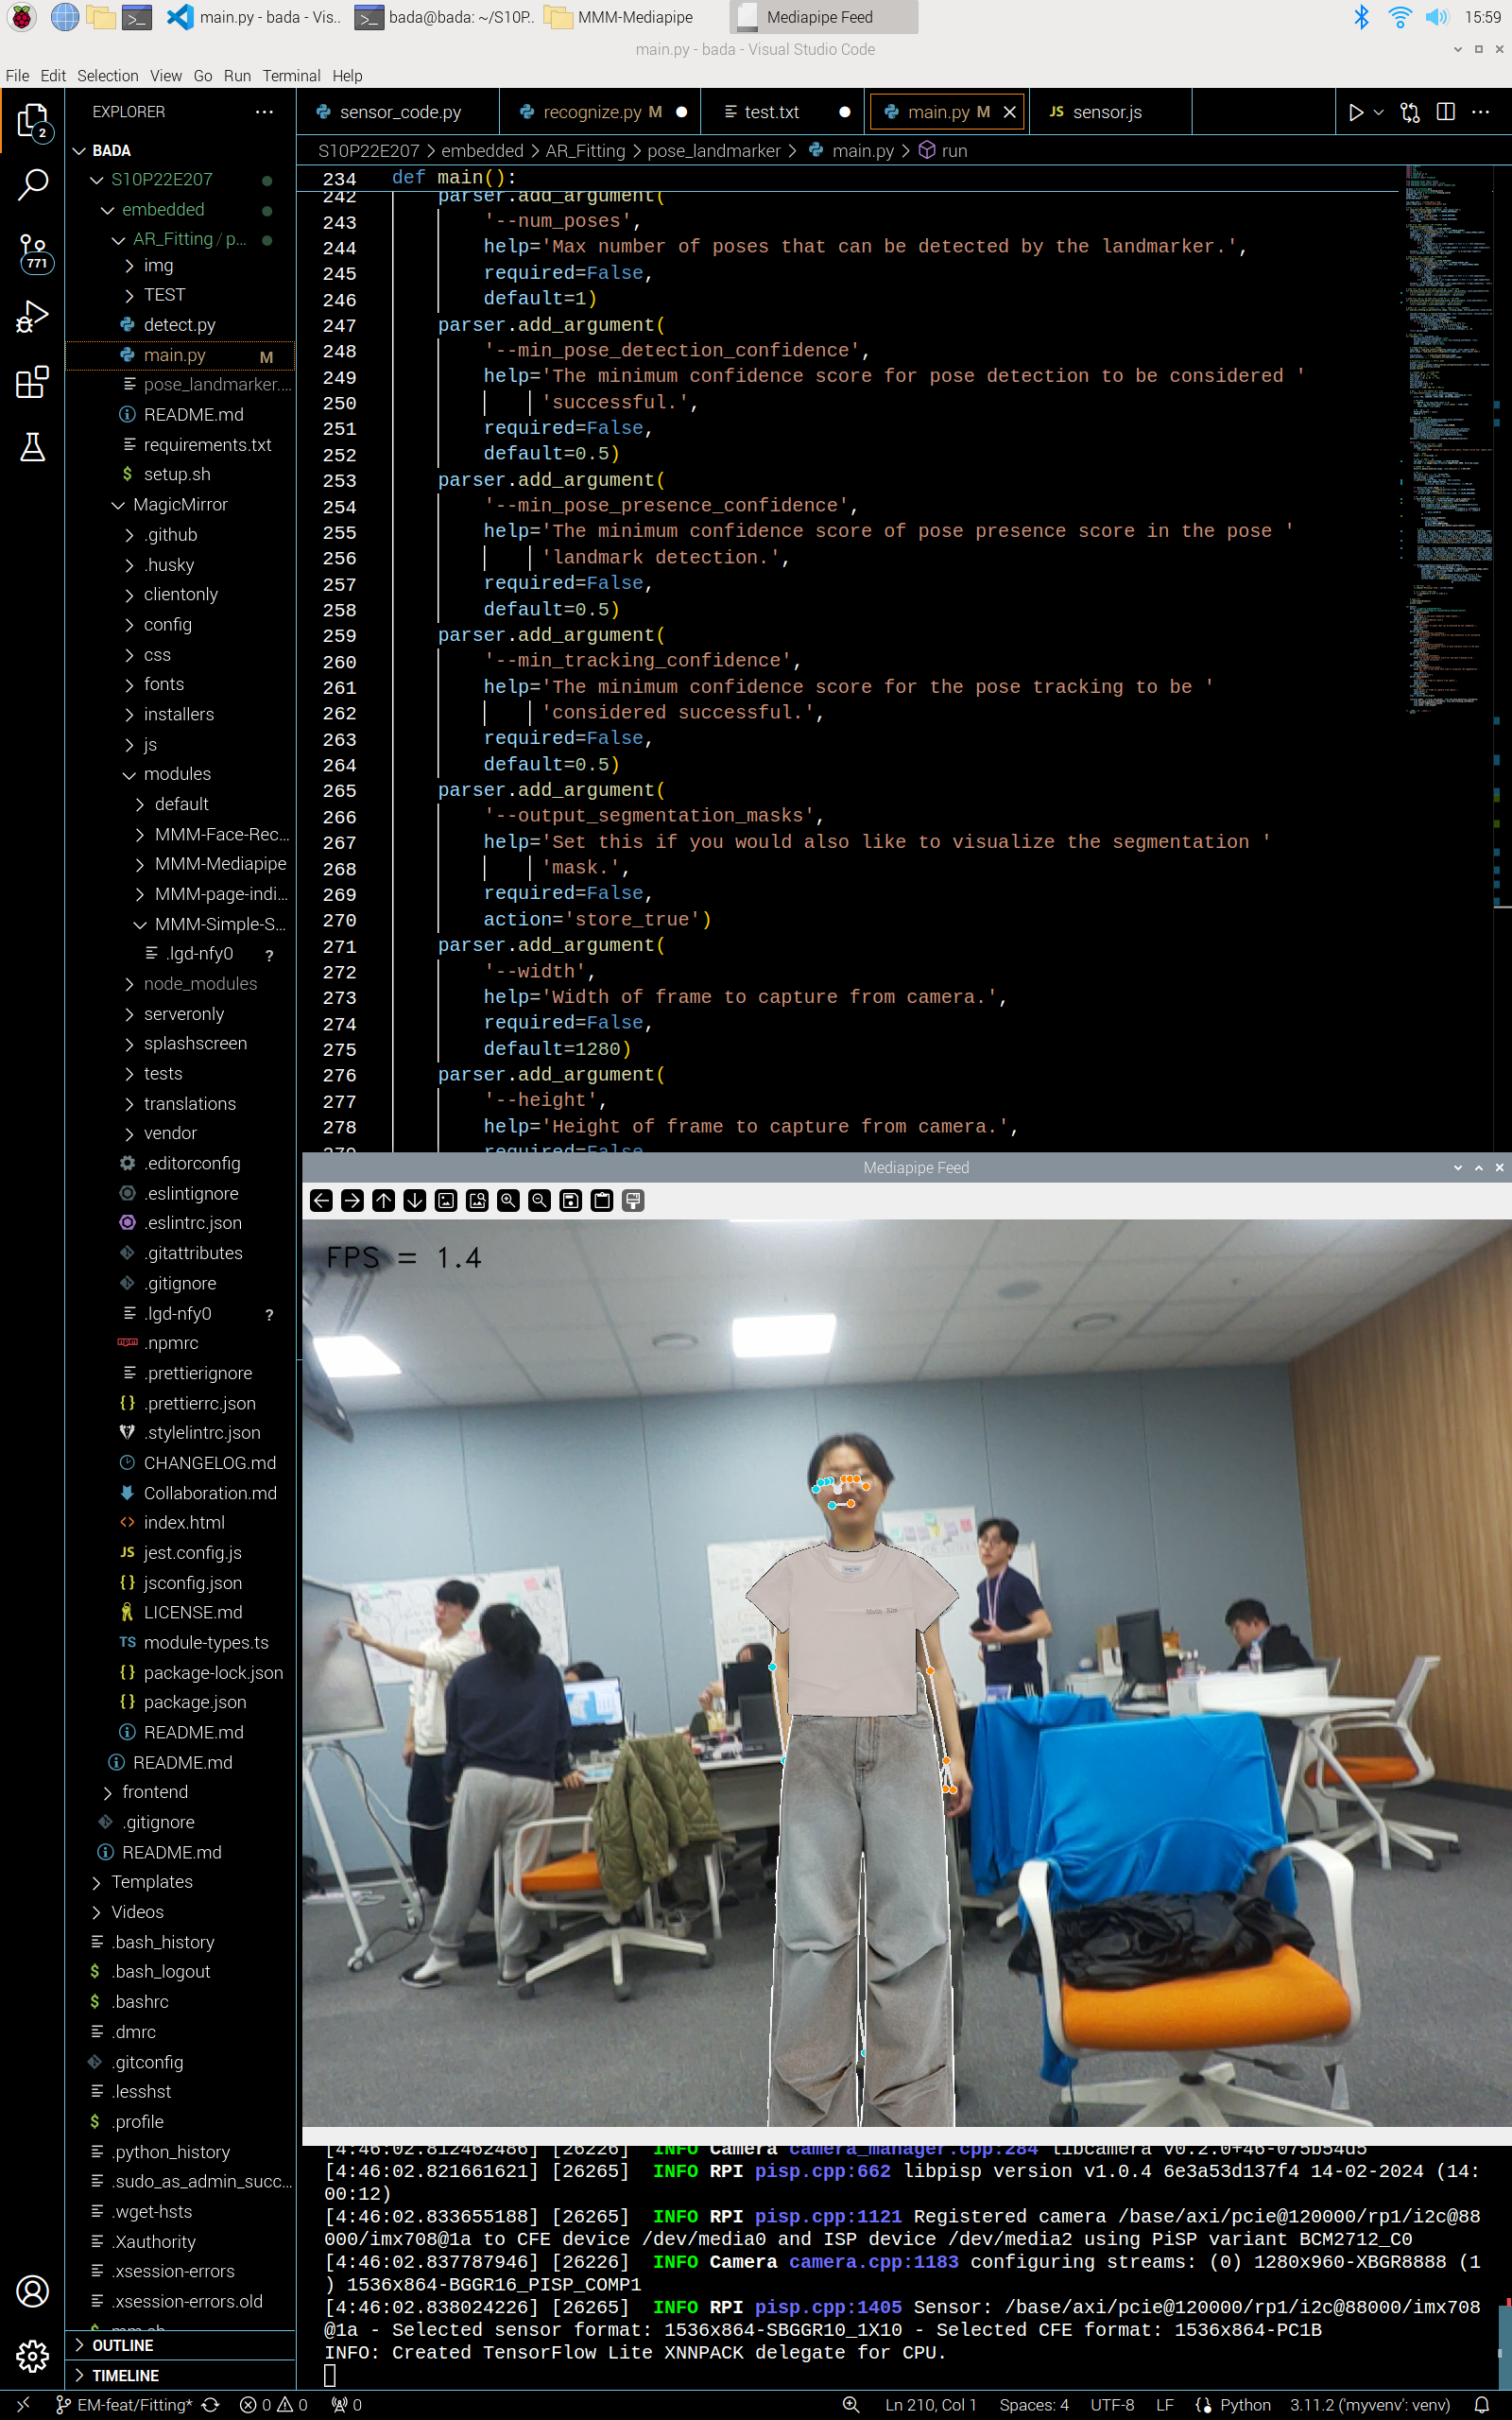 main.py - bada - Vis..
bada@bada: ~/S10P..
MMM-Mediapipe
Mediapipe Feed
15:59
main.py - bada - Visual Studio Code
File Edit Selection View Go Run Terminal Help
EXPLORER
2
771
BADA
S10P22E207
embedded
AR_Fitting / p...
img
TEST
detect.py
main.py M
pose_landmarker....
README.md
requirements.txt
setup.sh
MagicMirror
.github
.husky
clientonly
config
css
fonts
installers
js
modules
default
MMM-Face-Rec...
MMM-Mediapipe
MMM-page-indi...
MMM-Simple-S...
.lgd-nfy0 ?
node_modules
serveronly
splashscreen
tests
translations
vendor
.editorconfig
.eslintignore
.eslintrc.json
.gitattributes
.gitignore
.lgd-nfy0 ?
.npmrc
.prettierignore
.prettierrc.json
.stylelintrc.json
CHANGELOG.md
Collaboration.md
index.html
jest.config.js
jsconfig.json
LICENSE.md
module-types.ts
package-lock.json
package.json
README.md
README.md
frontend
.gitignore
README.md
Templates
Videos
.bash_history
.bash_logout
.bashrc
.dmrc
.gitconfig
.lesshst
.profile
.python_history
.sudo_as_admin_succ...
.wget-hsts
.Xauthority
.xsession-errors
.xsession-errors.old
OUTLINE
TIMELINE
sensor_code.py
recognize.py M
test.txt
main.py M
JS sensor.js
S10P22E207 > embedded > AR_Fitting > pose_landmarker > main.py > run
234 def main():
242 parser.add_argument(
243 '--num_poses',
244 help='Max number of poses that can be detected by the landmarker.',
245 required=False,
246 default=1)
247 parser.add_argument(
248 '--min_pose_detection_confidence',
249 help='The minimum confidence score for pose detection to be considered '
250 'successful.',
251 required=False,
252 default=0.5)
253 parser.add_argument(
254 '--min_pose_presence_confidence',
255 help='The minimum confidence score of pose presence score in the pose '
256 'landmark detection.',
257 required=False,
258 default=0.5)
259 parser.add_argument(
260 '--min_tracking_confidence',
261 help='The minimum confidence score for the pose tracking to be '
262 'considered successful.',
263 required=False,
264 default=0.5)
265 parser.add_argument(
266 '--output_segmentation_masks',
267 help='Set this if you would also like to visualize the segmentation '
268 'mask.',
269 required=False,
270 action='store_true')
271 parser.add_argument(
272 '--width',
273 help='Width of frame to capture from camera.',
274 required=False,
275 default=1280)
276 parser.add_argument(
277 '--height',
278 help='Height of frame to capture from camera.',
279 required=False
Mediapipe Feed
FPS = 1.4
[4:46:02.812462486] [26226] INFO Camera camera_manager.cpp:284 libcamera v0.2.0+46-075b54d5
[4:46:02.821661621] [26265] INFO RPI pisp.cpp:662 libpisp version v1.0.4 6e3a53d137f4 14-02-2024 (14:
00:12)
[4:46:02.833655188] [26265] INFO RPI pisp.cpp:1121 Registered camera /base/axi/pcie@120000/rp1/i2c@88
000/imx708@1a to CFE device /dev/media0 and ISP device /dev/media2 using PiSP variant BCM2712_C0
[4:46:02.837787946] [26226] INFO Camera camera.cpp:1183 configuring streams: (0) 1280x960-XBGR8888 (1
) 1536x864-BGGR16_PISP_COMP1
[4:46:02.838024226] [26265] INFO RPI pisp.cpp:1405 Sensor: /base/axi/pcie@120000/rp1/i2c@88000/imx708
@1a - Selected sensor format: 1536x864-SBGGR10_1X10 - Selected CFE format: 1536x864-PC1B
INFO: Created TensorFlow Lite XNNPACK delegate for CPU.
EM-feat/Fitting* 0 0 0
Ln 210, Col 1 Spaces: 4 UTF-8 LF Python 3.11.2 ('myvenv': venv)